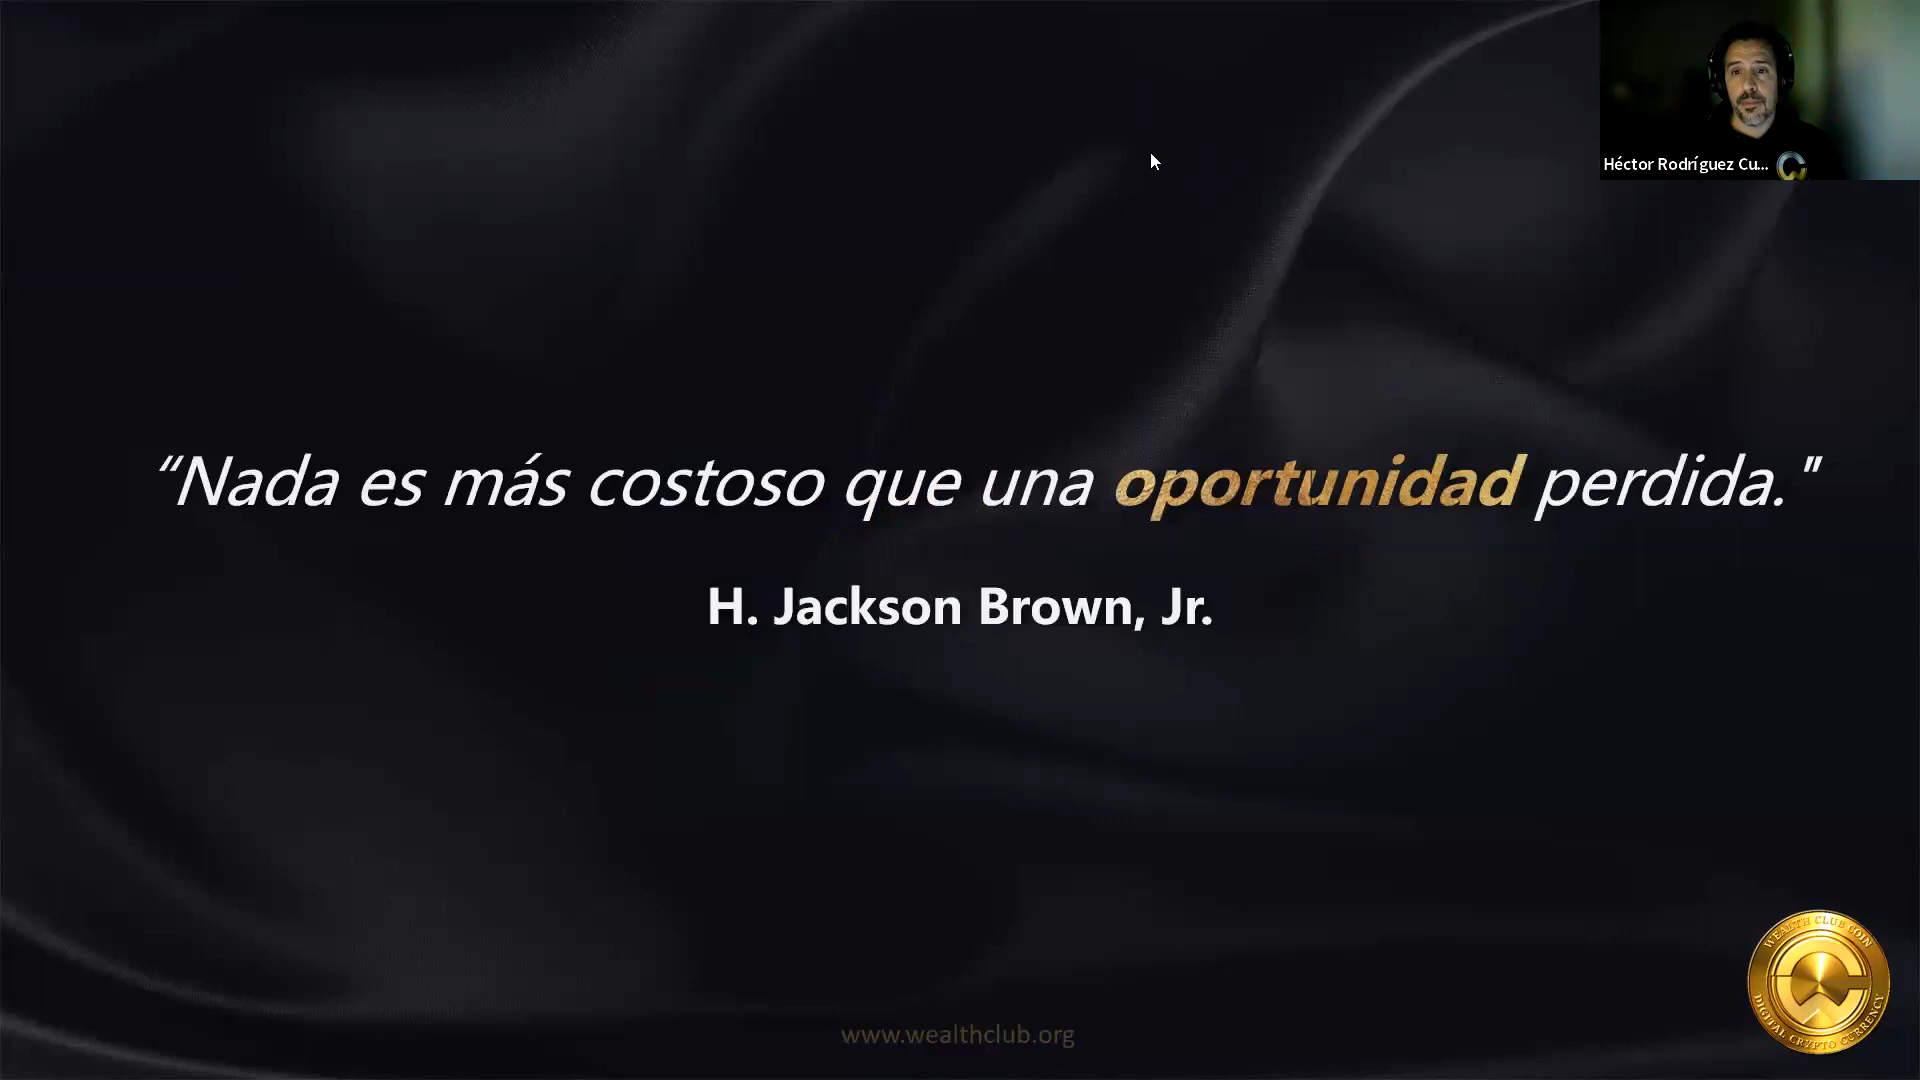 Héctor Rodríguez Cu...
“Nada es más costoso que una oportunidad perdida."
H. Jackson Brown, Jr.
WEALTH CLUB COIN
DIGITAL CRYPTO CURRENCY
www.wealthclub.org